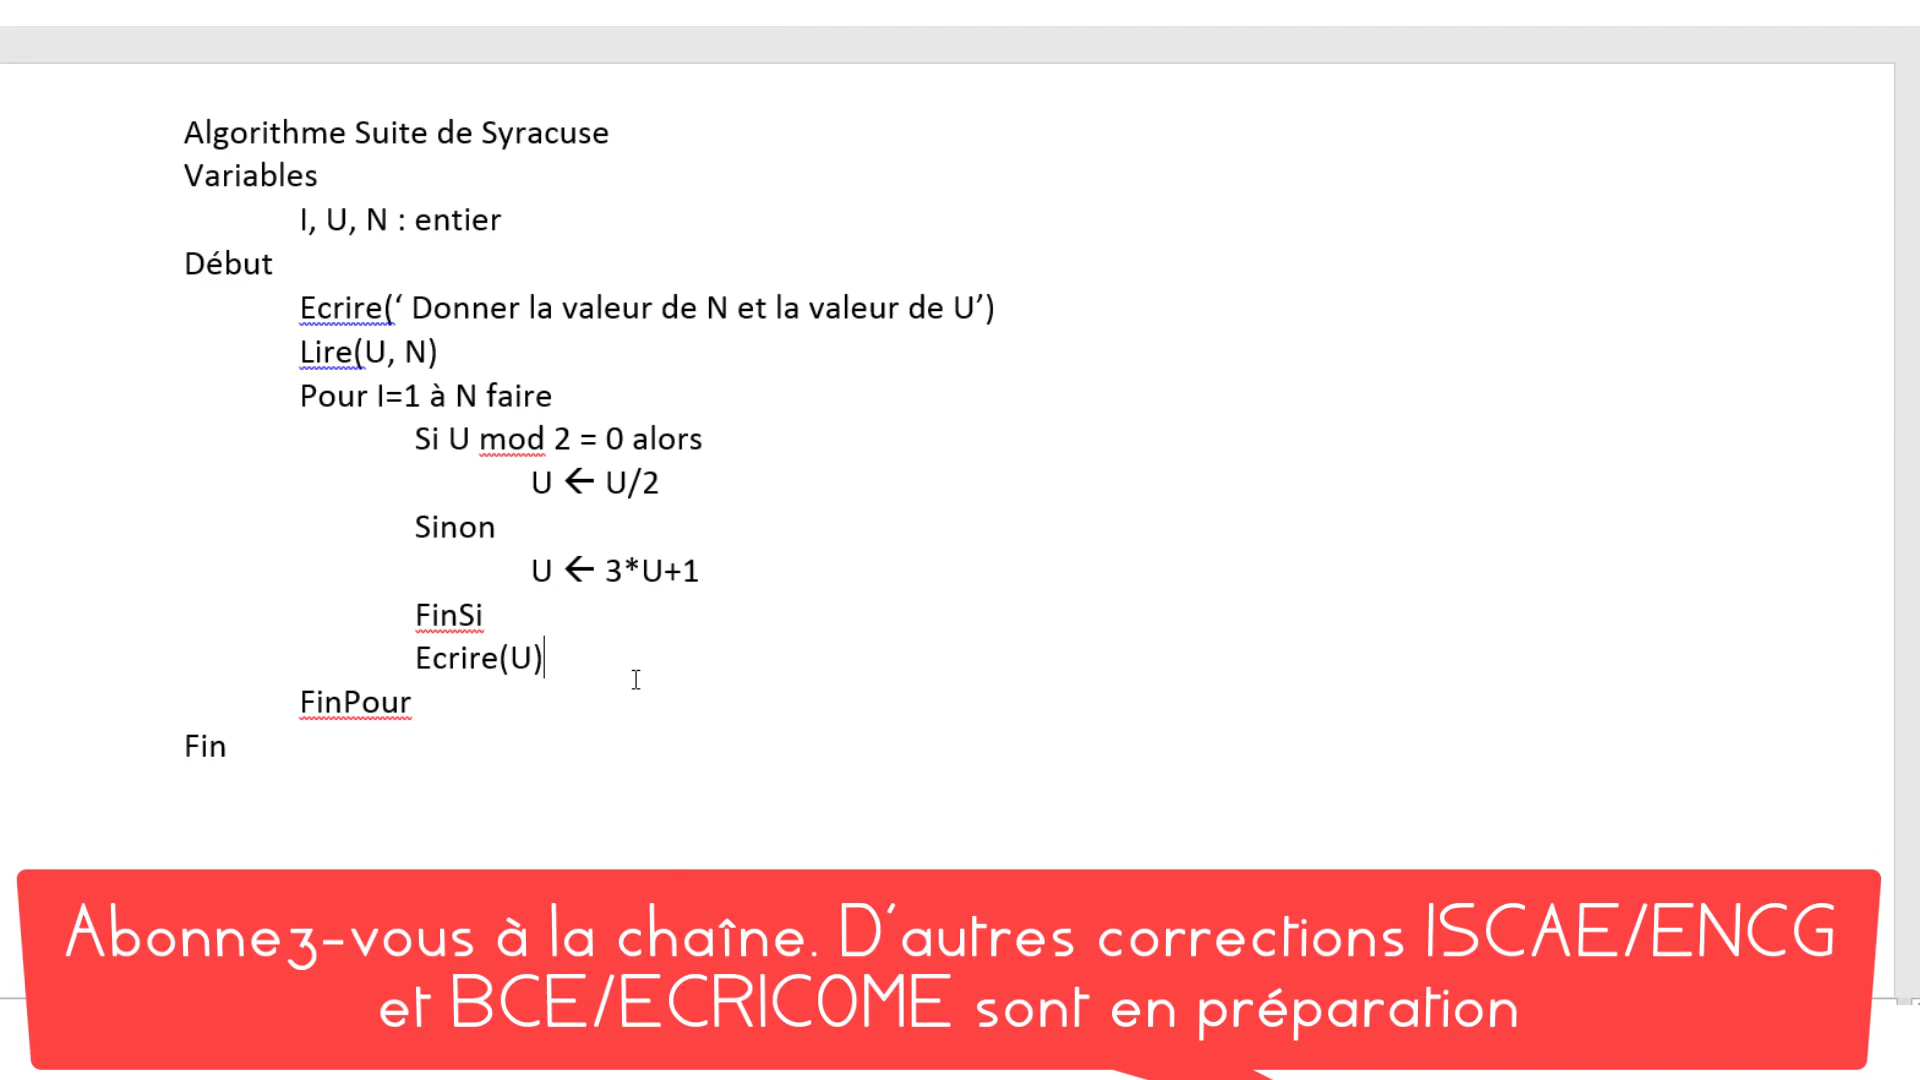 Algorithme Suite de Syracuse
Variables
I, U, N : entier
Début
Ecrire(‘ Donner la valeur de N et la valeur de U’)
Lire(U, N)
Pour I=1 à N faire
Si U mod 2 = 0 alors
U ← U/2
Sinon
U ← 3*U+1
FinSi
Ecrire(U)
FinPour
Fin
Abonnez-vous à la chaîne. D'autres corrections ISCAE/ENCG
et BCE/ECRICOME sont en préparation